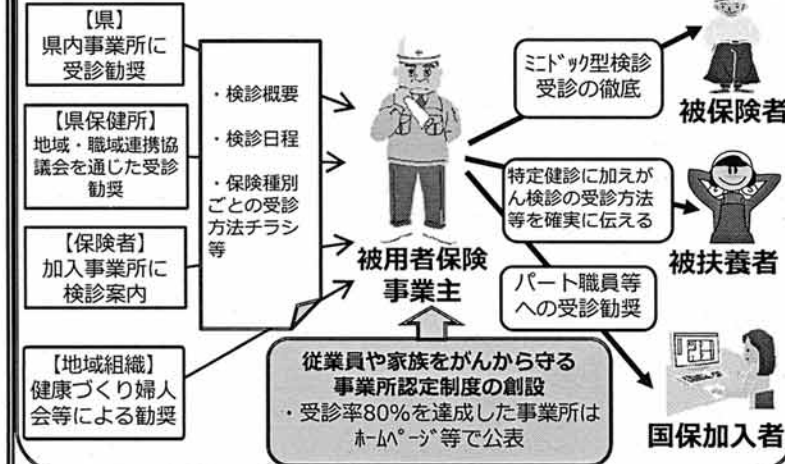 【県】
県内事業所に
受診勧奨
【県保健所】
地域・職域連携協
議会を通じた受診
勧奨
【保険者】
加入事業所に
検診案内
【地域組織】
健康づくり婦人
会等による勧奨
・検診概要
・検診日程
・保険種別
ごとの受診
方法チラシ
等
被用者保険
事業主
従業員や家族をがんから守る
事業所認定制度の創設
・受診率80%を達成した事業所は
ﾎｰﾑﾍﾟｰｼﾞ等で公表
ﾐﾆﾄﾞｯｸ型検診
受診の徹底
被保険者
特定健診に加えが
ん検診の受診方法
等を確実に伝える
被扶養者
パート職員等
への受診勧奨
国保加入者